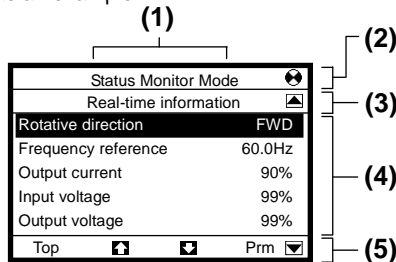 (1)
(2)
Status Monitor Mode
Real-time information
(3)
Rotative direction FWD
Frequency reference 60.0Hz
Output current 90%
(4)
Input voltage 99%
Output voltage 99%
Top Prm
(5)